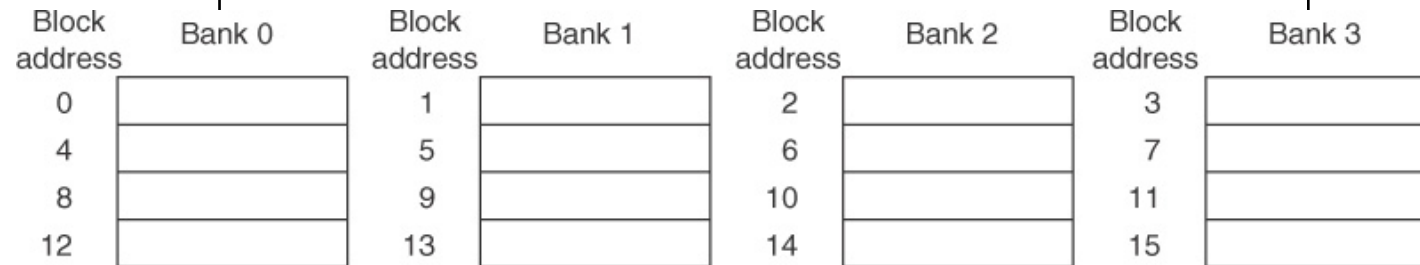 Block address Bank 0 Block address Bank 1 Block address Bank 2 Block address Bank 3
0 1 2 3
4 5 6 7
8 9 10 11
12 13 14 15